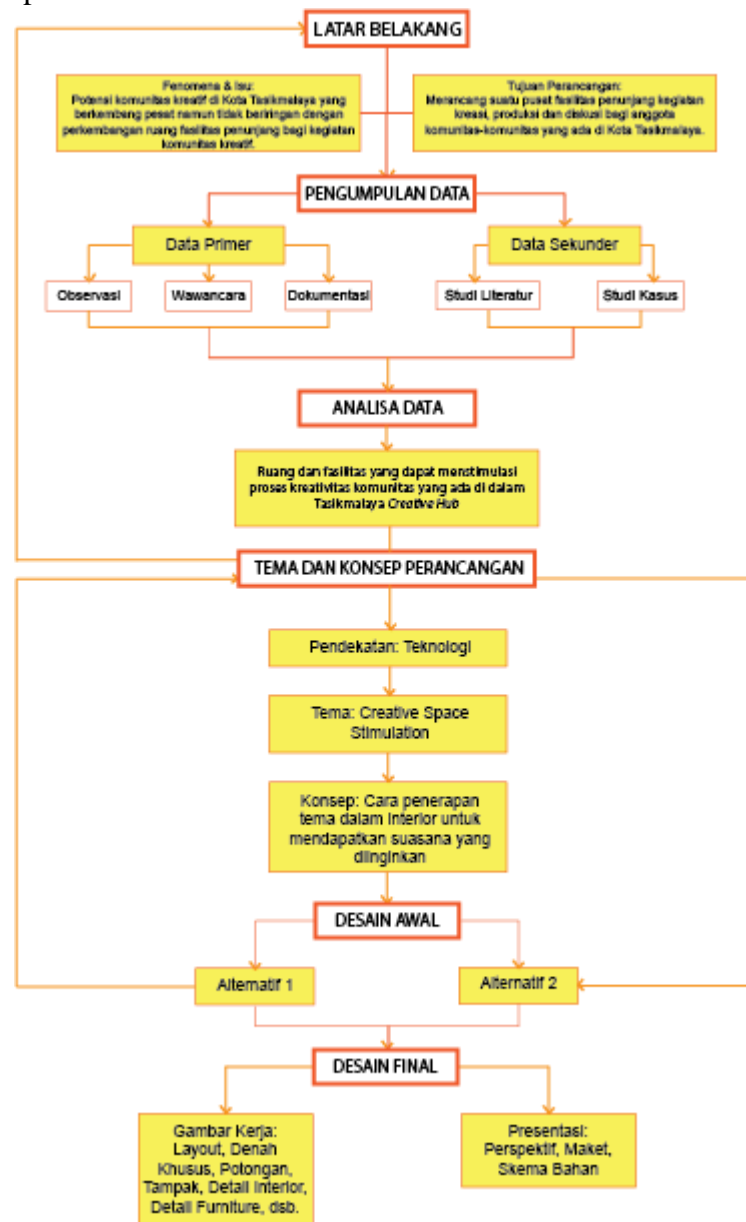 LATAR BELAKANG
Fenomena & Isu:
Potensi komunitas kreatif di Kota Tasikmalaya yang
berkembang pesat namun tidak beriringan dengan
perkembangan ruang fasilitas penunjang bagi kegiatan
komunitas kreatif.
Tujuan Perancangan:
Merancang suatu pusat fasilitas penunjang kegiatan
kreasi, produksi dan diskusi bagi anggota
komunitas-komunitas yang ada di Kota Tasikmalaya.
PENGUMPULAN DATA
Data Primer
Data Sekunder
Observasi
Wawancara
Dokumentasi
Studi Literatur
Studi Kasus
ANALISA DATA
Ruang dan fasilitas yang dapat menstimulasi
proses kreativitas komunitas yang ada di dalam
Tasikmalaya Creative Hub
TEMA DAN KONSEP PERANCANGAN
Pendekatan: Teknologi
Tema: Creative Space
Stimulation
Konsep: Cara penerapan
tema dalam interior untuk
mendapatkan suasana yang
diinginkan
DESAIN AWAL
Alternatif 1
Alternatif 2
DESAIN FINAL
Gambar Kerja:
Layout, Denah
Khusus, Potongan,
Tampak, Detail Interior,
Detail Furniture, dsb.
Presentasi:
Perspektif, Maket,
Skema Bahan